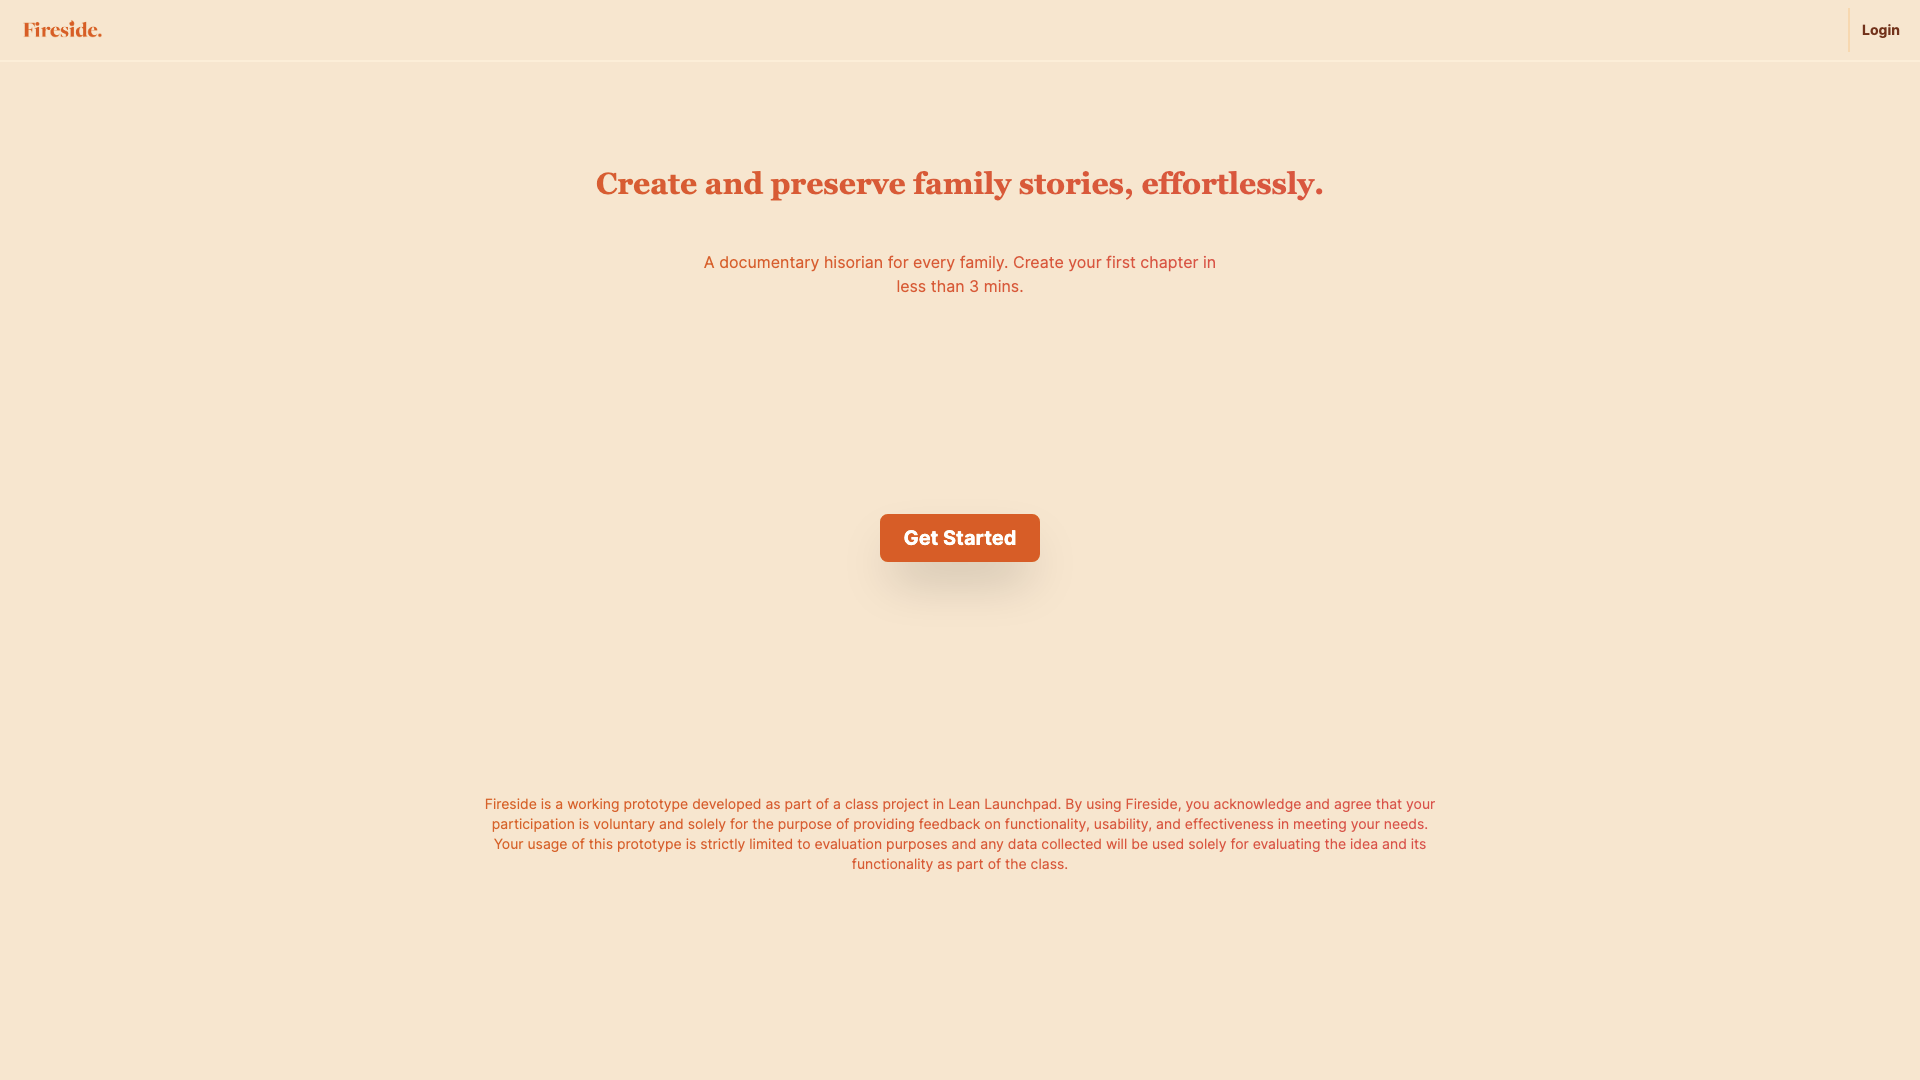 Fireside.
Login
Create and preserve family stories, effortlessly.
A documentary hisorian for every family. Create your first chapter in
less than 3 mins.
Get Started
Fireside is a working prototype developed as part of a class project in Lean Launchpad. By using Fireside, you acknowledge and agree that your
participation is voluntary and solely for the purpose of providing feedback on functionality, usability, and effectiveness in meeting your needs.
Your usage of this prototype is strictly limited to evaluation purposes and any data collected will be used solely for evaluating the idea and its
functionality as part of the class.